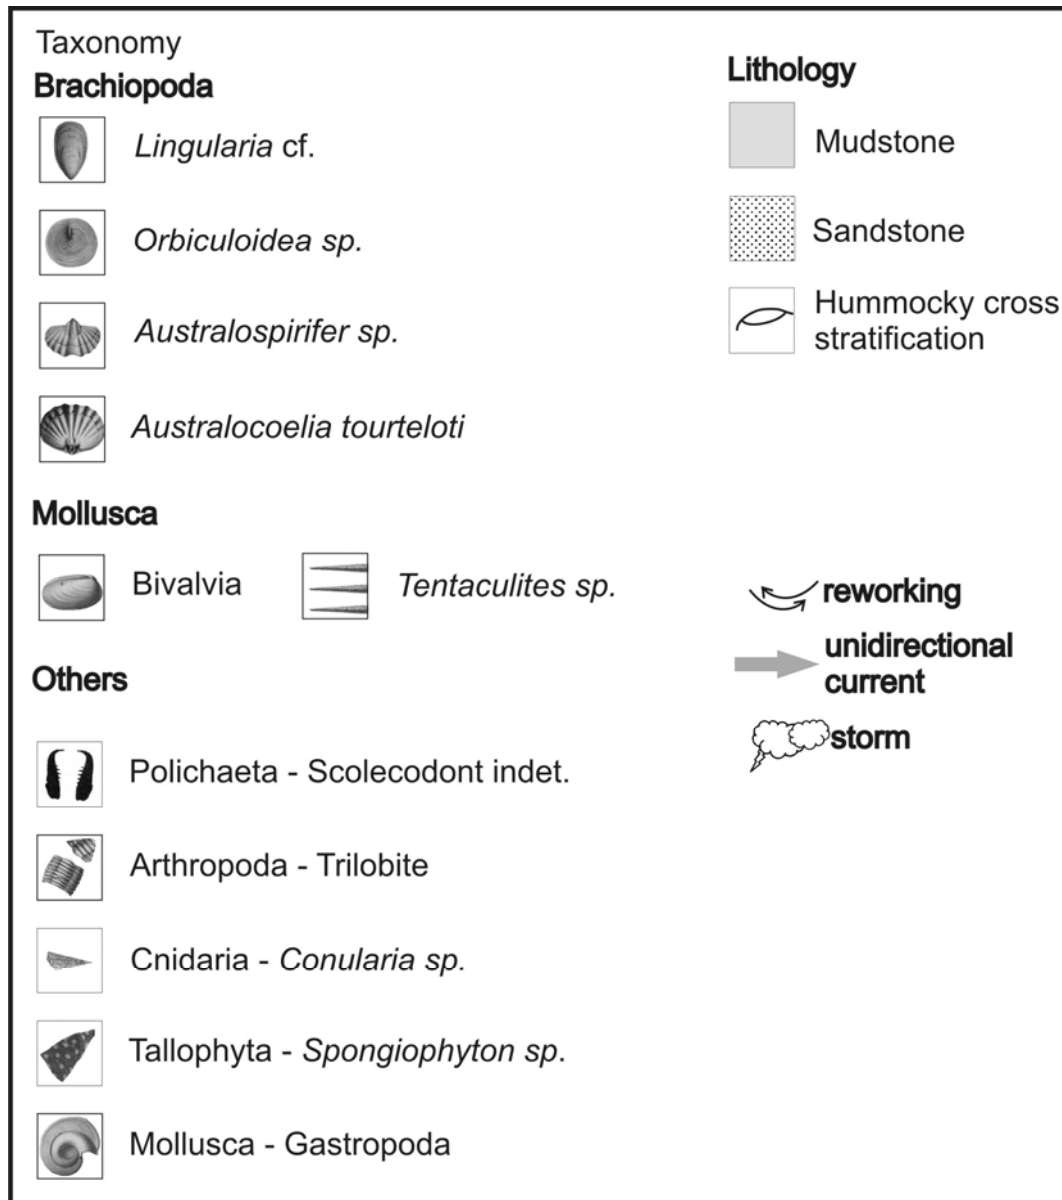 Taxonomy
Brachiopoda
Lingularia cf.
Orbiculoidea sp.
Australospirifer sp.
Australocoelia tourteloti
Mollusca
Bivalvia
Tentaculites sp.
Others
Polichaeta - Scolecodont indet.
Arthropoda - Trilobite
Cnidaria - Conularia sp.
Tallophyta - Spongiophyton sp.
Mollusca - Gastropoda
Lithology
Mudstone
Sandstone
Hummocky cross
stratification
reworking
unidirectional
current
storm